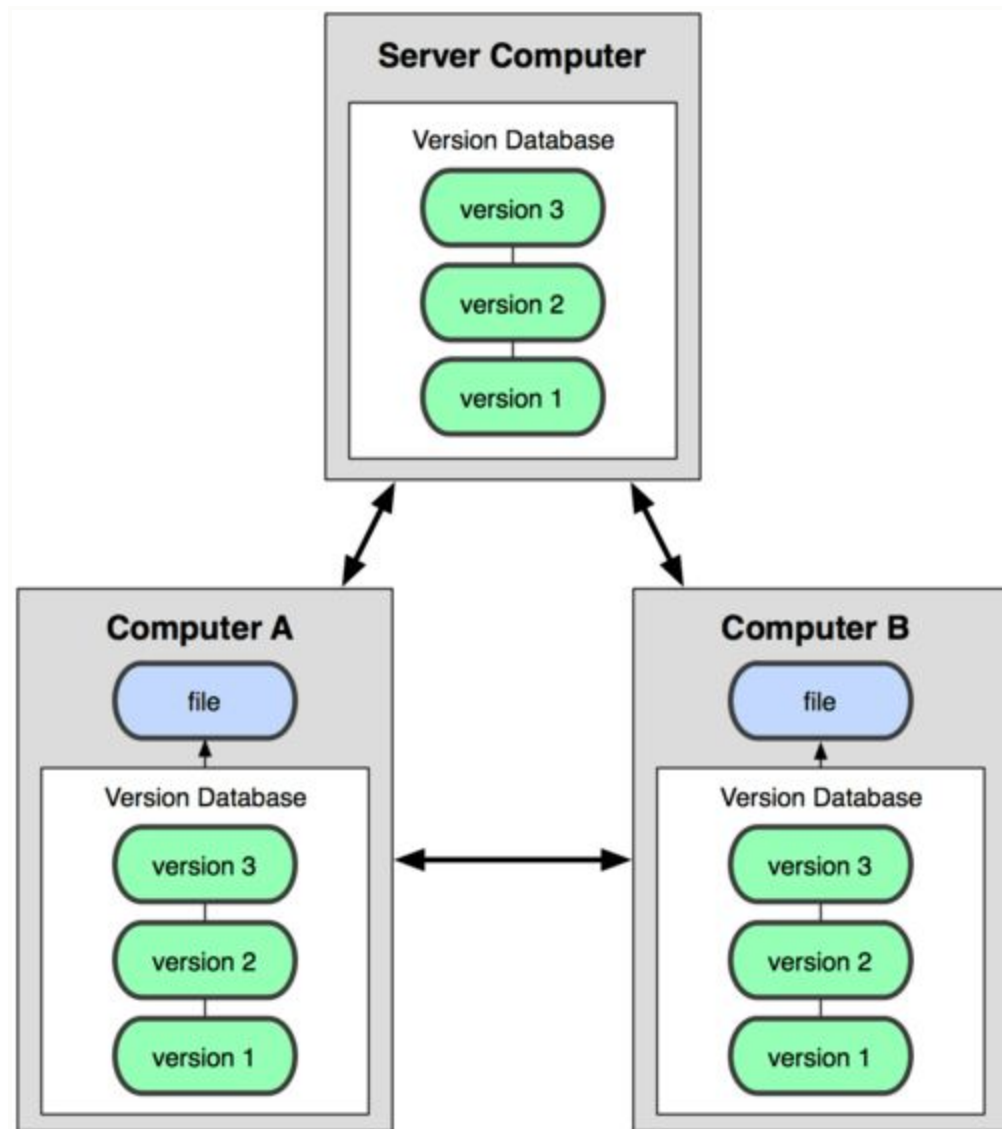 Server Computer
Version Database
version 3
version 2
version 1
Computer A
file
Version Database
version 3
version 2
version 1
Computer B
file
Version Database
version 3
version 2
version 1